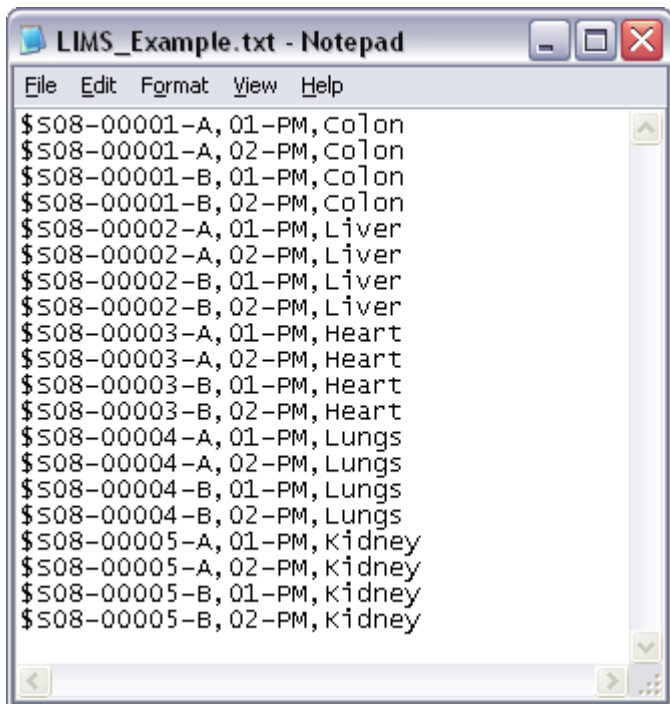 LIMS_Example.txt - Notepad
File Edit Format View Help
$S08-00001-A,01-PM,Colon
$S08-00001-A,02-PM,Colon
$S08-00001-B,01-PM,Colon
$S08-00001-B,02-PM,Colon
$S08-00002-A,01-PM,Liver
$S08-00002-A,02-PM,Liver
$S08-00002-B,01-PM,Liver
$S08-00002-B,02-PM,Liver
$S08-00003-A,01-PM,Heart
$S08-00003-A,02-PM,Heart
$S08-00003-B,01-PM,Heart
$S08-00003-B,02-PM,Heart
$S08-00004-A,01-PM,Lungs
$S08-00004-A,02-PM,Lungs
$S08-00004-B,01-PM,Lungs
$S08-00004-B,02-PM,Lungs
$S08-00005-A,01-PM,Kidney
$S08-00005-A,02-PM,Kidney
$S08-00005-B,01-PM,Kidney
$S08-00005-B,02-PM,Kidney